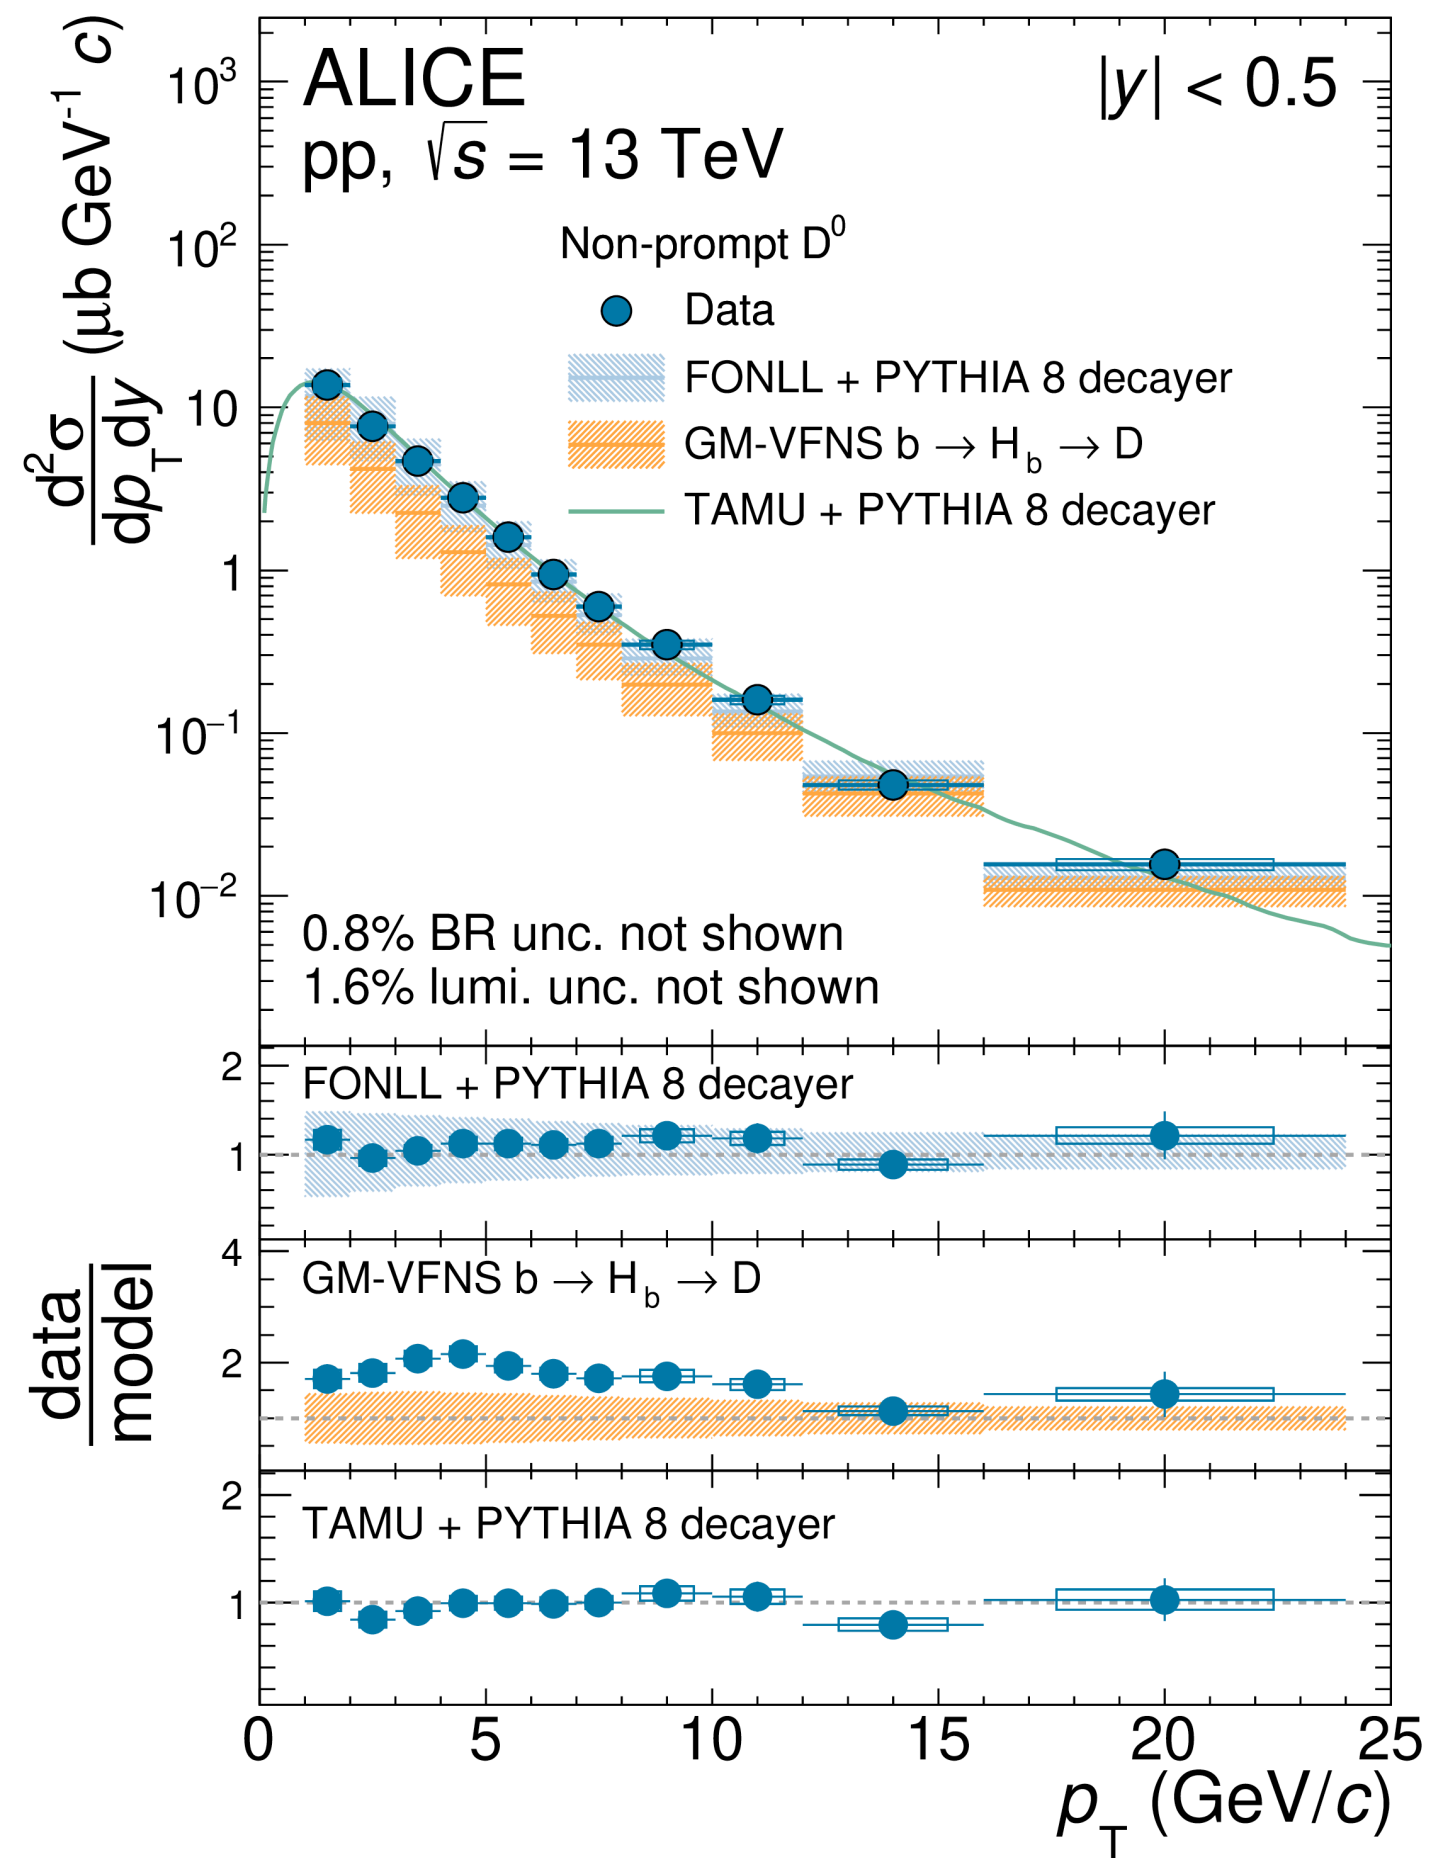 ALICE
|y| < 0.5
pp, √s = 13 TeV
Non-prompt D⁰
Data
FONLL + PYTHIA 8 decayer
GM-VFNS b → H_b → D
TAMU + PYTHIA 8 decayer
0.8% BR unc. not shown
1.6% lumi. unc. not shown
d²σ
dp_T dy
(μb GeV⁻¹ c)
10³
10²
10
1
10⁻¹
10⁻²
FONLL + PYTHIA 8 decayer
2
1
GM-VFNS b → H_b → D
4
2
data
model
TAMU + PYTHIA 8 decayer
2
1
0 5 10 15 20 25
p_T (GeV/c)